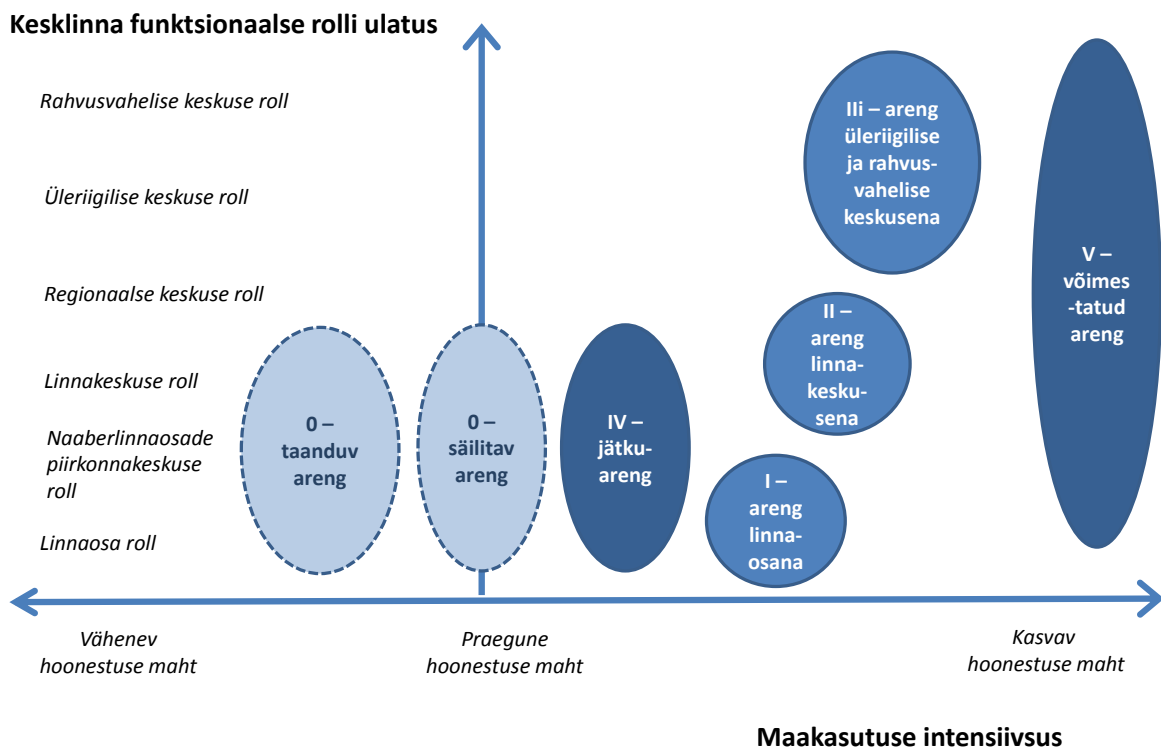 Kesklinna funktsionaalse rolli ulatus
Rahvusvahelise keskuse roll
Üleriigilise keskuse roll
Regionaalse keskuse roll
Linnakeskuse roll
Naaberlinnaosade
piirkonnakeskuse
roll
Linnaosa roll
0 –
taanduv
areng
0 –
säilitav
areng
IV –
jätku-
areng
I –
areng
linna-
osana
II –
areng
linna-
kesku-
sena
IIi – areng
üleriigilise
ja rahvus-
vahelise
keskusena
V –
võimes
-tatud
areng
Vähenev
hoonestuse maht
Praegune
hoonestuse maht
Kasvav
hoonestuse maht
Maakasutuse intensiivsus